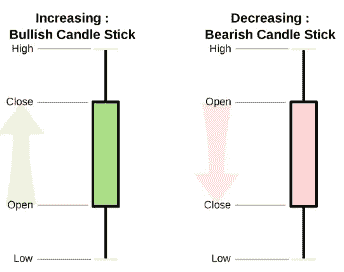 Increasing :
Bullish Candle Stick
High
Close
Open
Low
Decreasing :
Bearish Candle Stick
High
Open
Close
Low